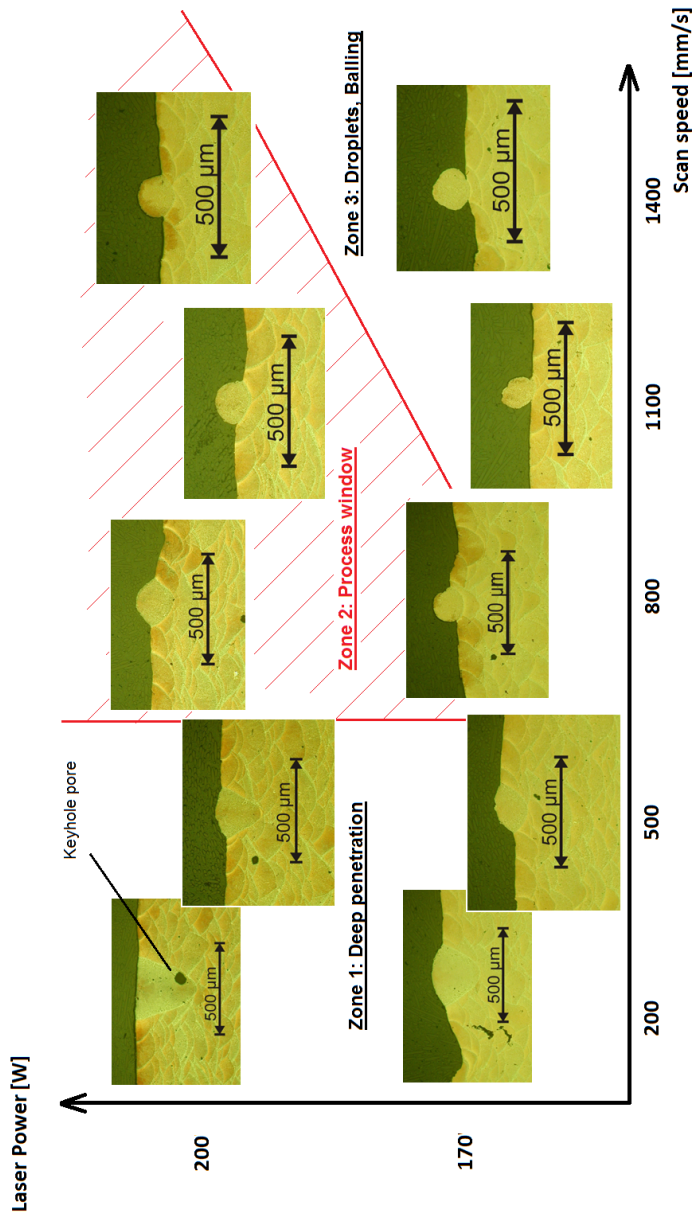 Laser Power [W]
200
170
Keyhole pore
500 µm
500 µm
500 µm
500 µm
500 µm
Zone 1: Deep penetration
Zone 2: Process window
Zone 3: Droplets, Balling
500 µm
500 µm
500 µm
500 µm
500 µm
200
500
800
1100
1400
Scan speed [mm/s]